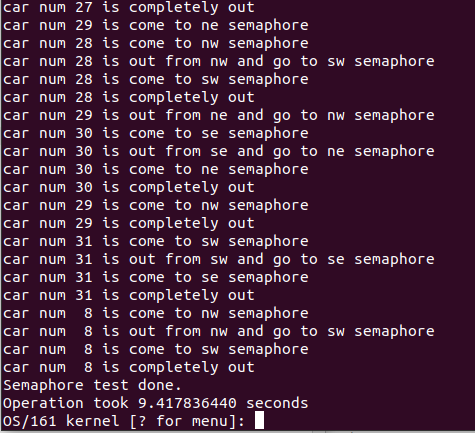 car num 27 is completely out
car num 29 is come to ne semaphore
car num 28 is come to nw semaphore
car num 28 is out from nw and go to sw semaphore
car num 28 is come to sw semaphore
car num 28 is completely out
car num 29 is out from ne and go to nw semaphore
car num 30 is come to se semaphore
car num 30 is out from se and go to ne semaphore
car num 30 is come to ne semaphore
car num 30 is completely out
car num 29 is come to nw semaphore
car num 29 is completely out
car num 31 is come to sw semaphore
car num 31 is out from sw and go to se semaphore
car num 31 is come to se semaphore
car num 31 is completely out
car num  8 is come to nw semaphore
car num  8 is out from nw and go to sw semaphore
car num  8 is come to sw semaphore
car num  8 is completely out
Semaphore test done.
Operation took 9.417836440 seconds
OS/161 kernel [? for menu]: